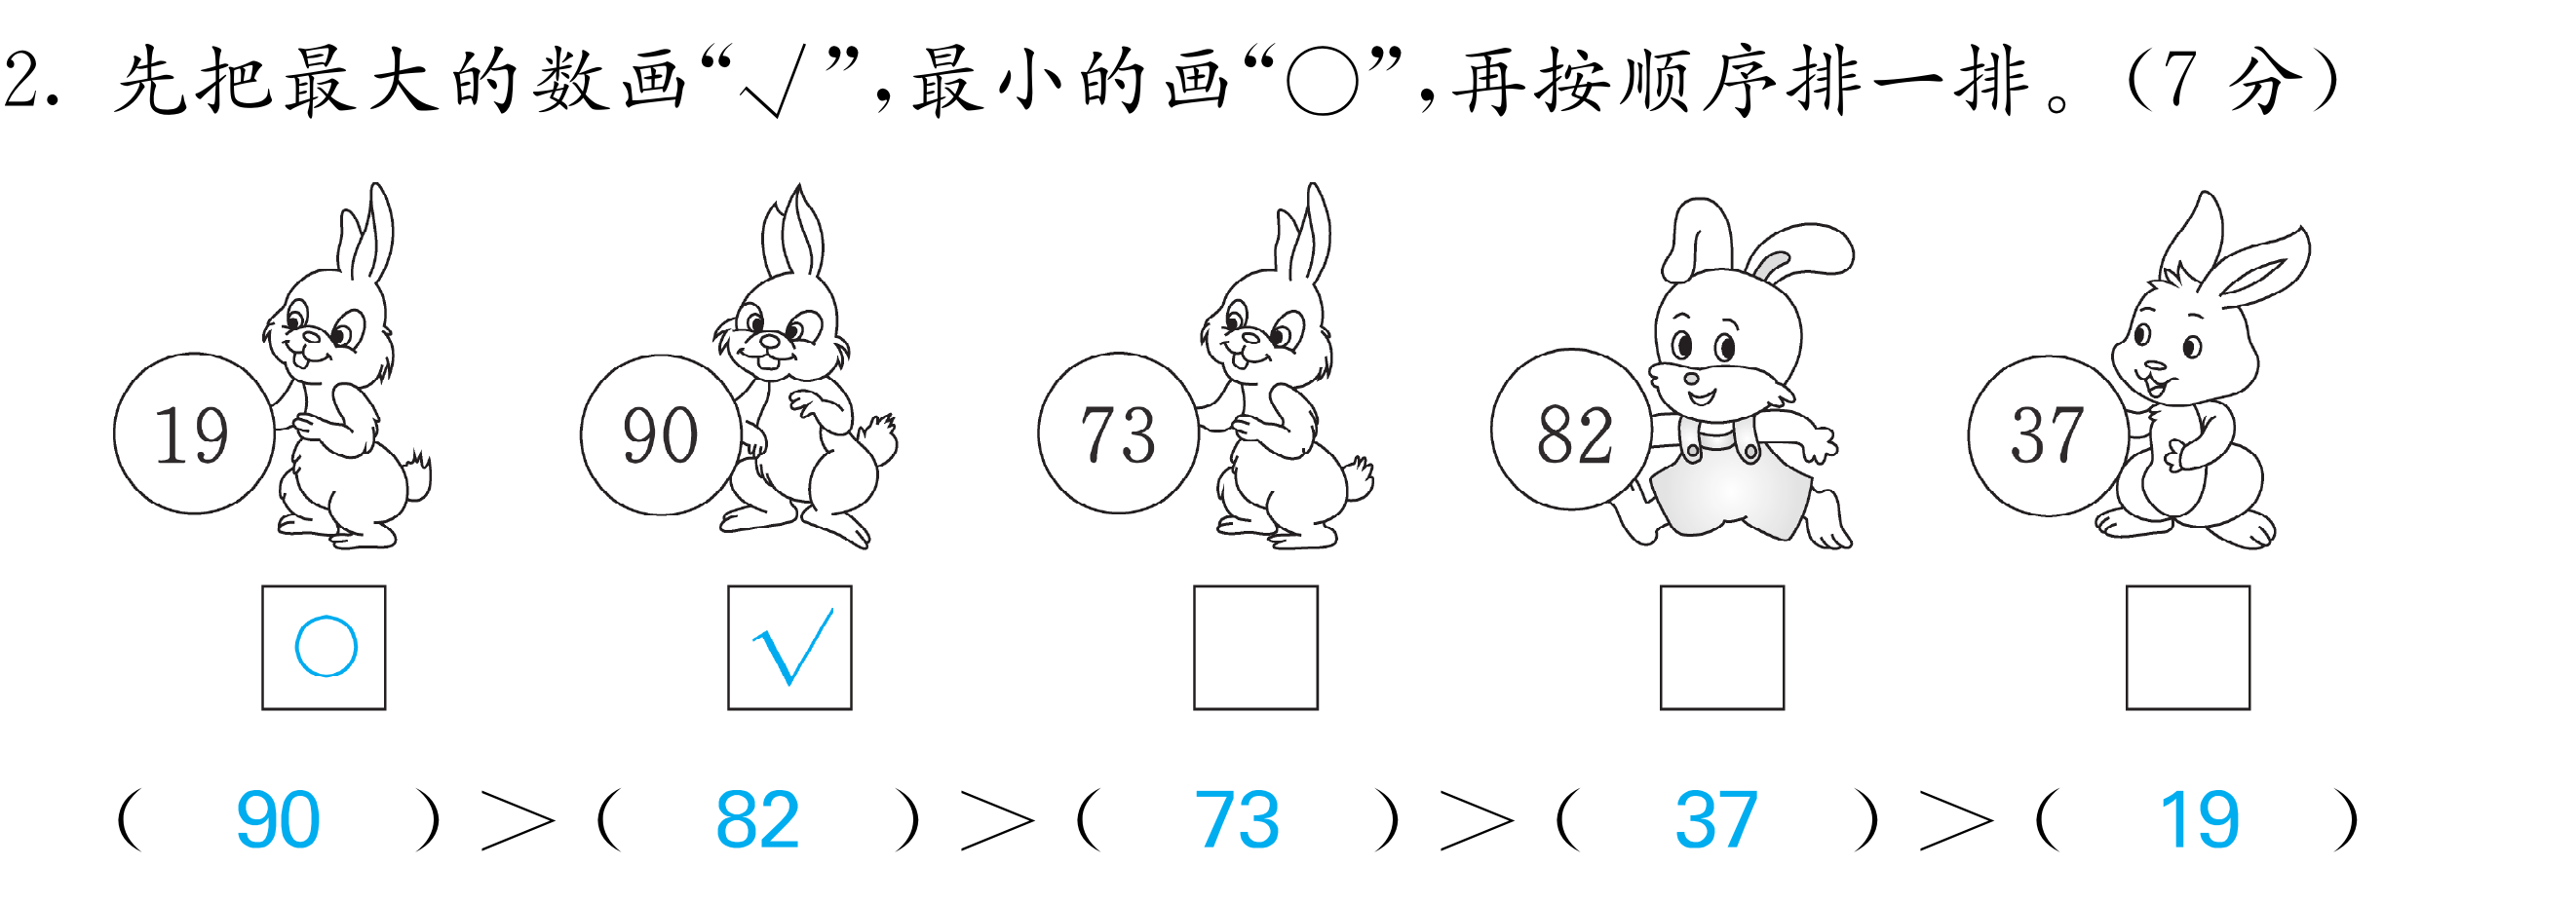 2. 先把最大的数画“√”,最小的画“○”,再按顺序排一排。(7 分)
19 90 73 82 37
○ √
( 90 ) > ( 82 ) > ( 73 ) > ( 37 ) > ( 19 )